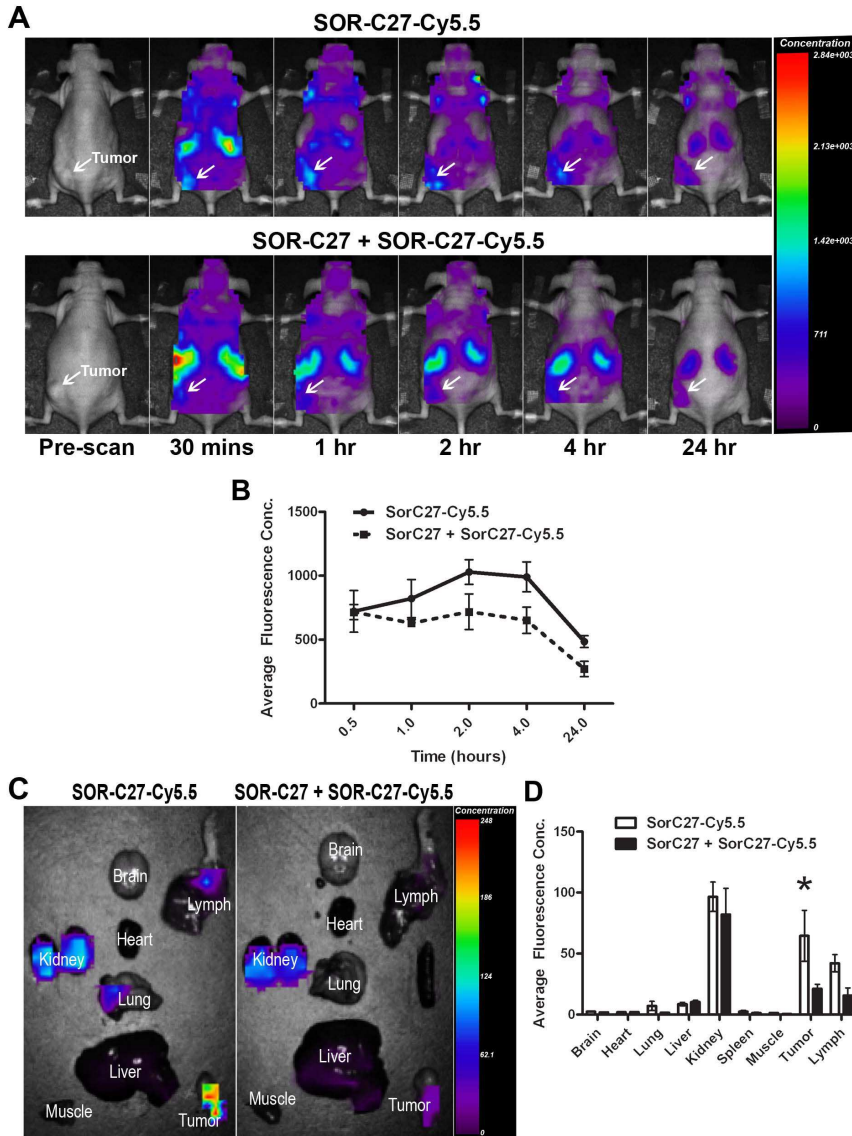 A
SOR-C27-Cy5.5
Tumor
Concentration
2.84e+003
2.13e+003
1.42e+003
711
0
SOR-C27 + SOR-C27-Cy5.5
Tumor
Pre-scan 30 mins 1 hr 2 hr 4 hr 24 hr
B
SorC27-Cy5.5
SorC27 + SorC27-Cy5.5
Average Fluorescence Conc.
1500
1000
500
0
0.5 1.0 2.0 4.0 24.0
Time (hours)
C
SOR-C27-Cy5.5 SOR-C27 + SOR-C27-Cy5.5
Brain
Lymph
Heart
Kidney
Lung
Liver
Muscle
Tumor
Brain
Lymph
Heart
Kidney
Lung
Liver
Muscle
Tumor
Concentration
248
186
124
62.1
0
D
SorC27-Cy5.5
SorC27 + SorC27-Cy5.5
Average Fluorescence Conc.
150
100
50
0
*
Brain Heart Lung Liver Kidney Spleen Muscle Tumor Lymph